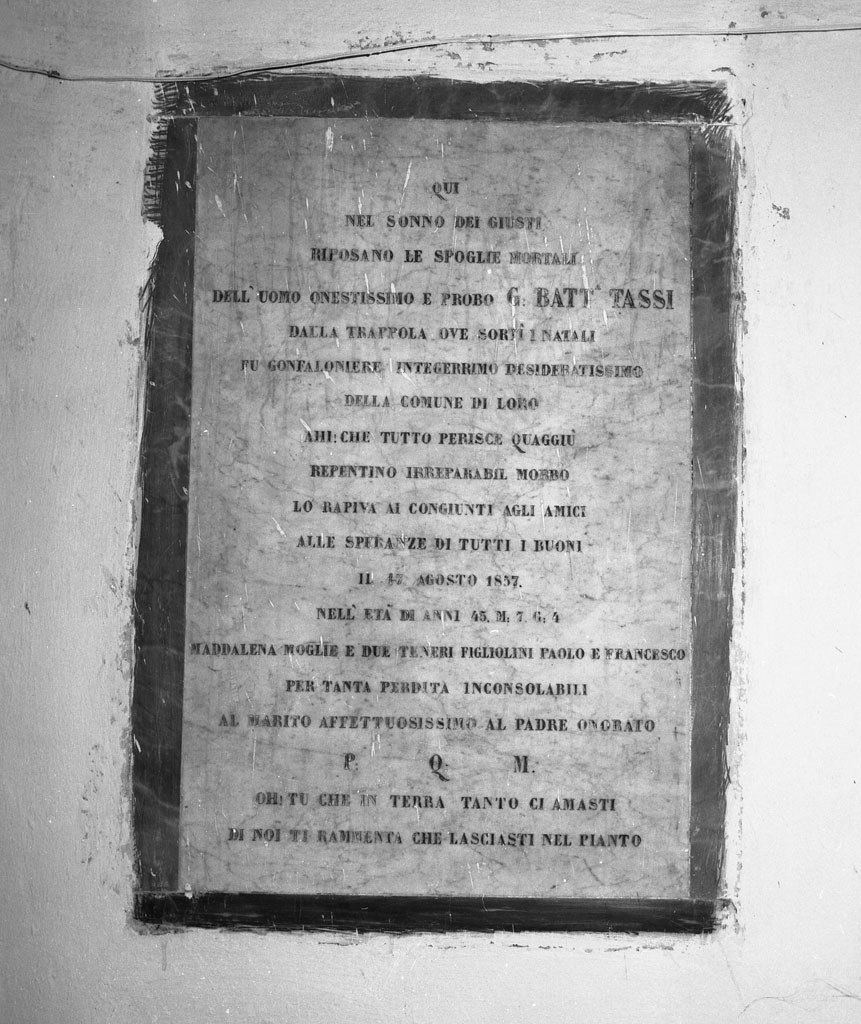 QUI
NEL SONNO DEI GIUSTI
RIPOSANO LE SPOGLIE MORTALI
DELL'UOMO ONESTISSIMO E PROBO G: BATT.ᴬ TASSI
DALLA TRAPPOLA OVE SORTÌ I NATALI
FU GONFALONIERE INTEGERRIMO DESIDERATISSIMO
DELLA COMUNE DI LORO
AHI: CHE TUTTO PERISCE QUAGGIÙ
REPENTINO IRREPARABIL MORBO
LO RAPIVA AI CONGIUNTI AGLI AMICI
ALLE SPERANZE DI TUTTI I BUONI
IL 17 AGOSTO 1857.
NELL'ETÀ DI ANNI 45. M: 7. G: 4
MADDALENA MOGLIE E DUE TENERI FIGLIOLINI PAOLO E FRANCESCO
PER TANTA PERDITA INCONSOLABILI
AL MARITO AFFETTUOSISSIMO AL PADRE ONORATO
P: Q: M.
OH! TU CHE IN TERRA TANTO CI AMASTI
DI NOI TI RAMMENTA CHE LASCIASTI NEL PIANTO